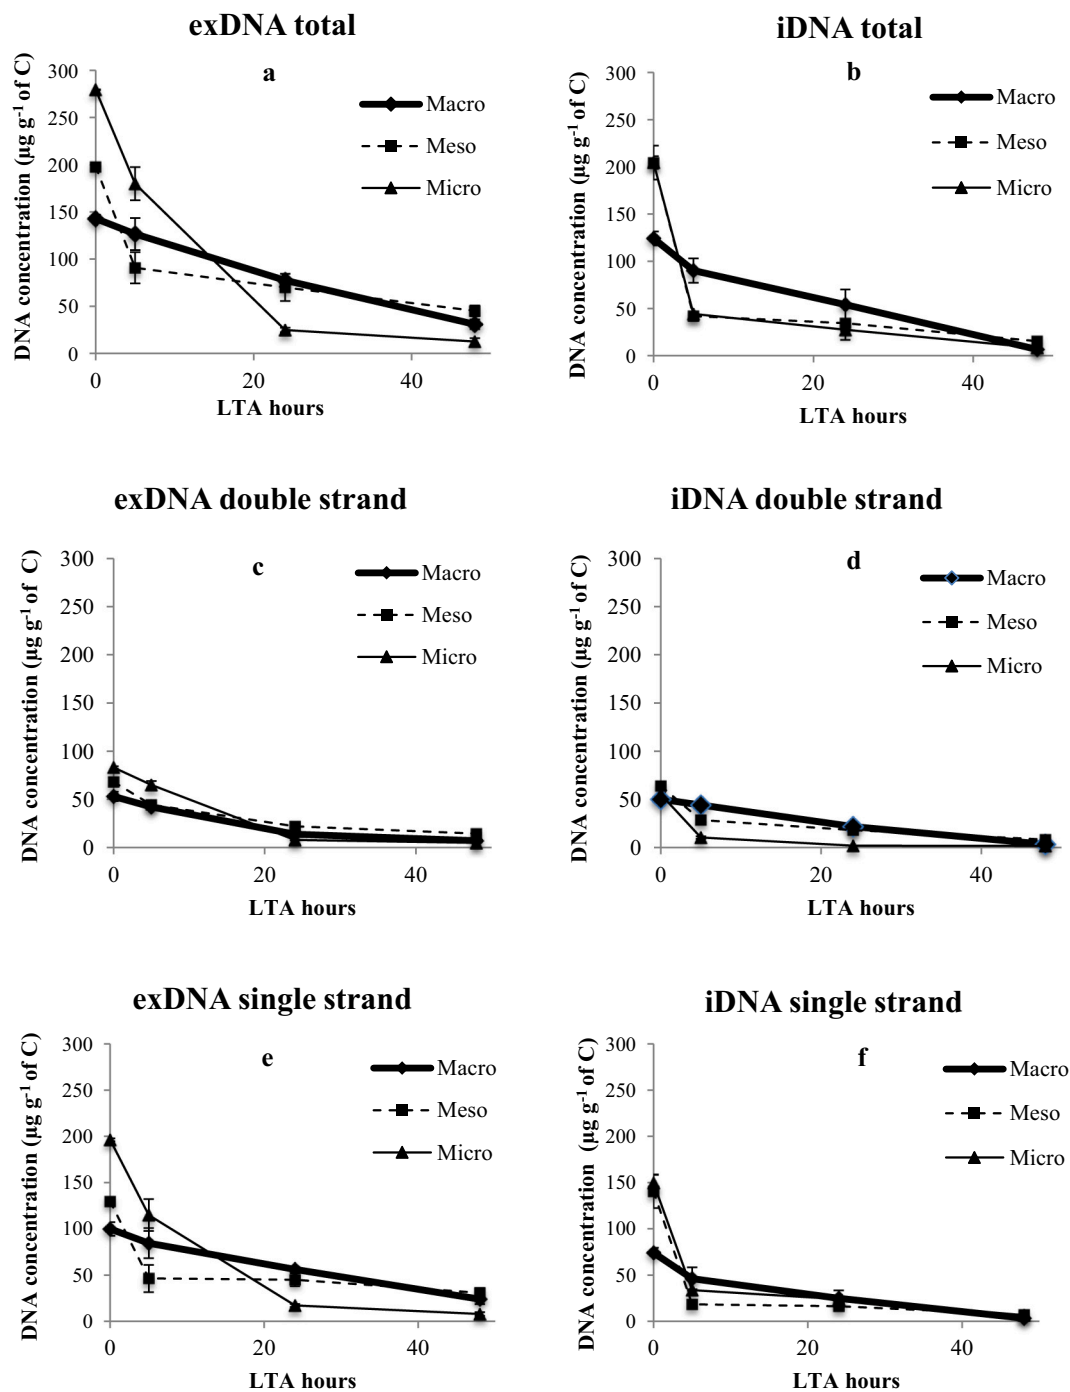 exDNA total
a
DNA concentration (µg g-1 of C)
300
250
200
150
100
50
0
0 20 40
LTA hours
Macro
Meso
Micro
iDNA total
b
DNA concentration (µg g-1 of C)
300
250
200
150
100
50
0
0 20 40
LTA hours
Macro
Meso
Micro
exDNA double strand
c
DNA concentration (µg g-1 of C)
300
250
200
150
100
50
0
0 20 40
LTA hours
Macro
Meso
Micro
iDNA double strand
d
DNA concentration (µg g-1 of C)
300
250
200
150
100
50
0
0 20 40
LTA hours
Macro
Meso
Micro
exDNA single strand
e
DNA concentration (µg g-1 of C)
300
250
200
150
100
50
0
0 20 40
LTA hours
Macro
Meso
Micro
iDNA single strand
f
DNA concentration (µg g-1 of C)
300
250
200
150
100
50
0
0 20 40
LTA hours
Macro
Meso
Micro